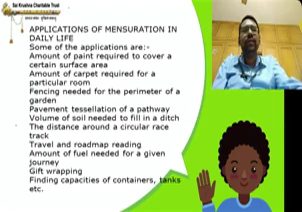 Sai Krushna Charitable Trust
APPLICATIONS OF MENSURATION IN
DAILY LIFE
Some of the applications are:-
Amount of paint required to cover a
certain surface area
Amount of carpet required for a
particular room
Fencing needed for the perimeter of a
garden
Pavement tessellation of a pathway
Volume of soil needed to fill in a ditch
The distance around a circular race
track
Travel and roadmap reading
Amount of fuel needed for a given
journey
Gift wrapping
Finding capacities of containers, tanks
etc.